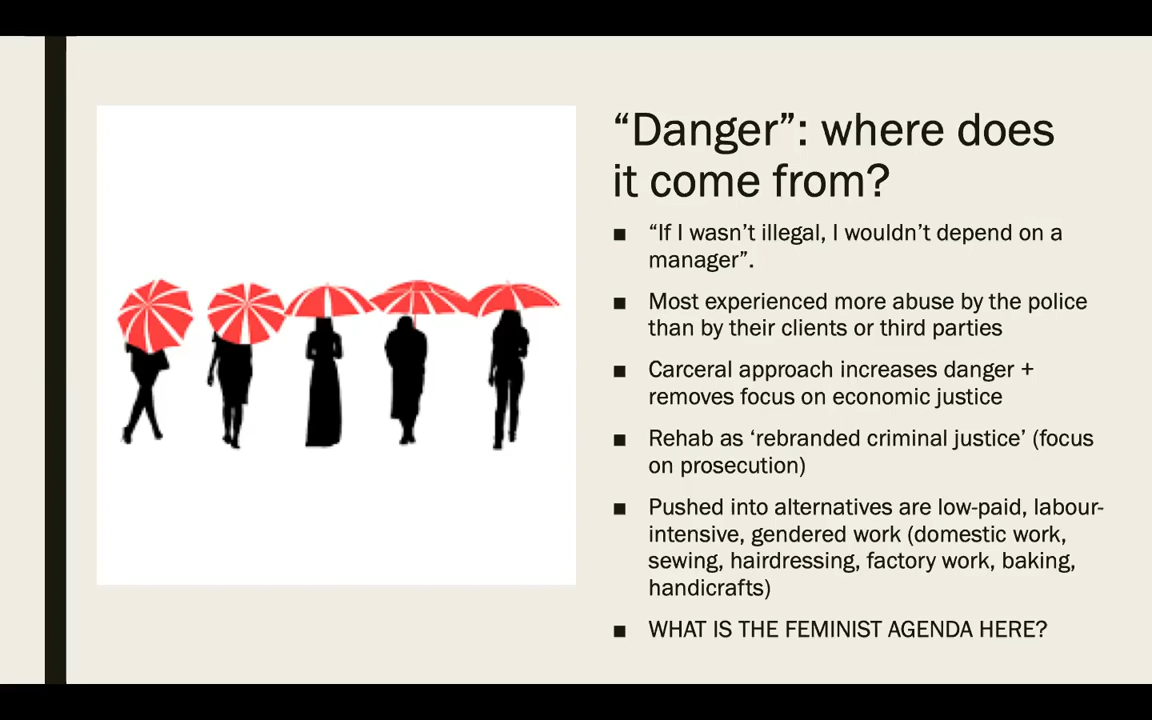 “Danger”: where does
it come from?
■ “If I wasn’t illegal, I wouldn’t depend on a
manager”.
■ Most experienced more abuse by the police
than by their clients or third parties
■ Carceral approach increases danger +
removes focus on economic justice
■ Rehab as ‘rebranded criminal justice’ (focus
on prosecution)
■ Pushed into alternatives are low-paid, labour-
intensive, gendered work (domestic work,
sewing, hairdressing, factory work, baking,
handicrafts)
■ WHAT IS THE FEMINIST AGENDA HERE?